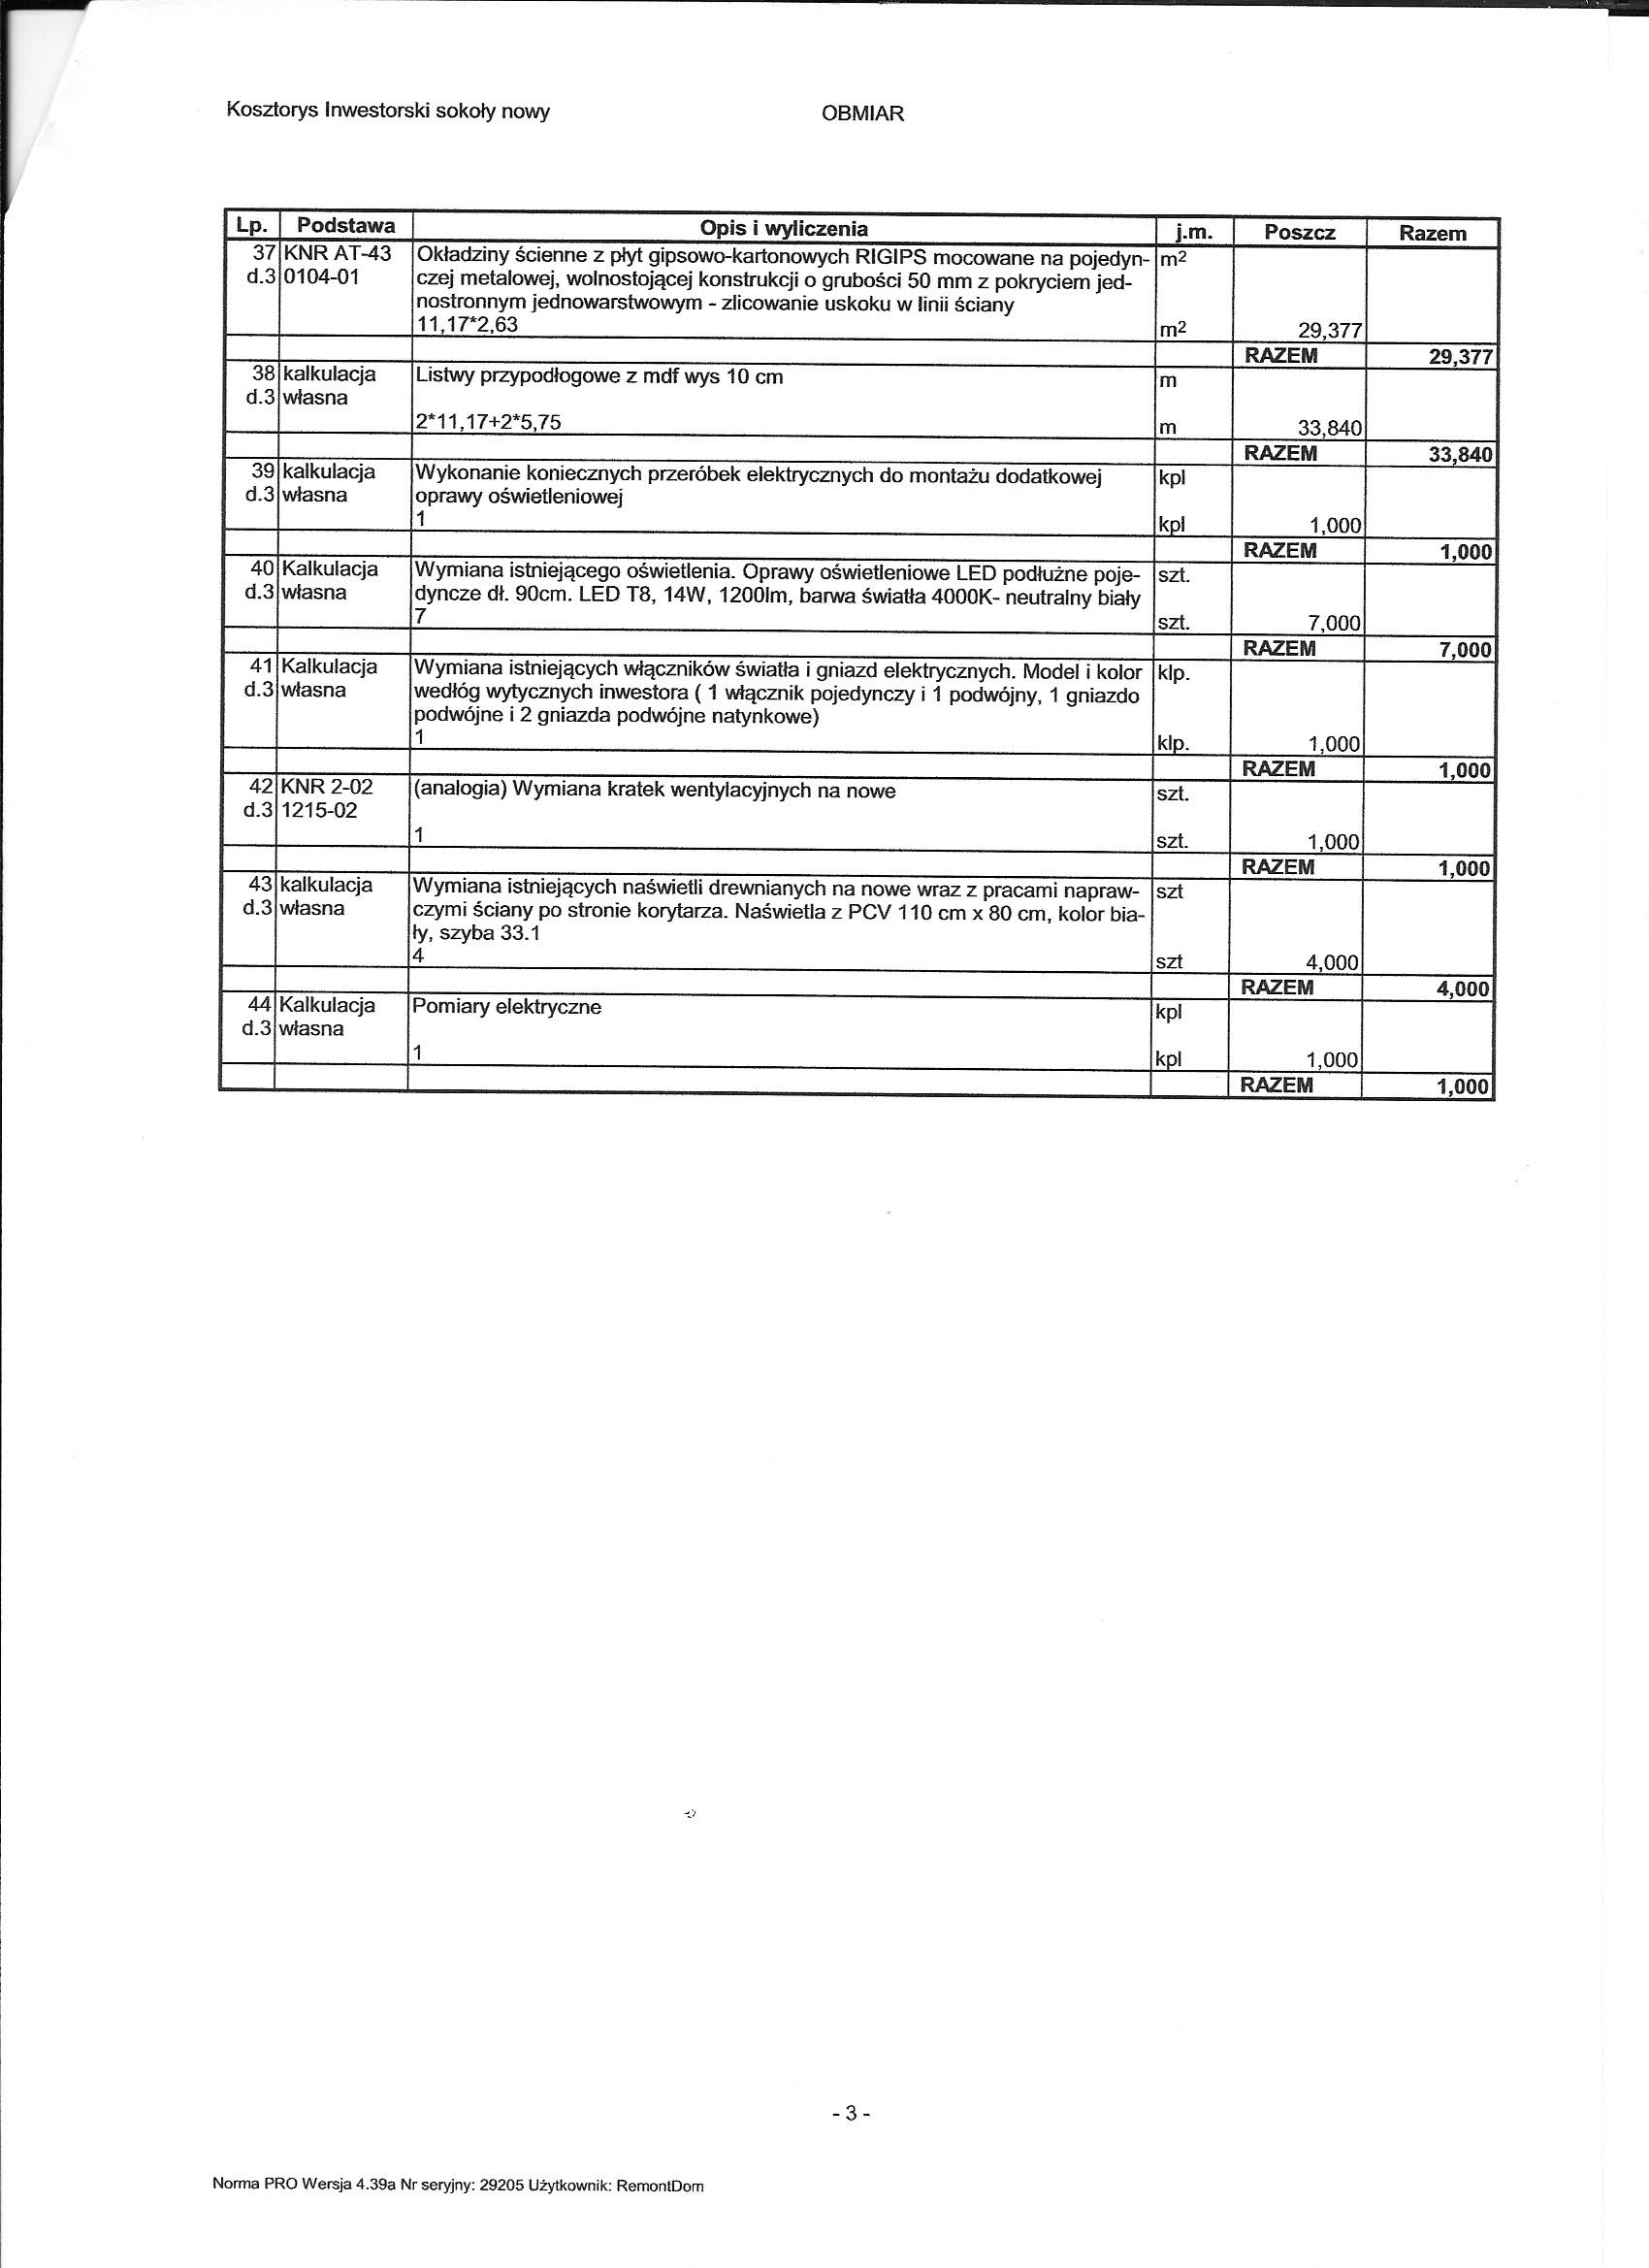 Kosztorys Inwestorski sokoły nowy OBMIAR
Lp. Podstawa Opis i wyliczenia j.m. Poszcz Razem
37 KNR AT-43 Okładziny ścienne z płyt gipsowo-kartonowych RIGIPS mocowane na pojedyn- m2
d.3 0104-01 czej metalowej, wolnostojącej konstrukcji o grubości 50 mm z pokryciem jed-
nostronnym jednowarstwowym - zlicowanie uskoku w linii ściany
11,17*2,63 m2 29,377
RAZEM 29,377
38 kalkulacja Listwy przypodłogowe z mdf wys 10 cm m
d.3 własna
2*11,17+2*5,75 m 33,840
RAZEM 33,840
39 kalkulacja Wykonanie koniecznych przeróbek elektrycznych do montażu dodatkowej kpl
d.3 własna oprawy oświetleniowej
1 kpl 1,000
RAZEM 1,000
40 Kalkulacja Wymiana istniejącego oświetlenia. Oprawy oświetleniowe LED podłużne poje- szt.
d.3 własna dyncze dł. 90cm. LED T8, 14W, 1200lm, barwa światła 4000K- neutralny biały
7 szt. 7,000
RAZEM 7,000
41 Kalkulacja Wymiana istniejących włączników światła i gniazd elektrycznych. Model i kolor klp.
d.3 własna wedłóg wytycznych inwestora ( 1 włącznik pojedynczy i 1 podwójny, 1 gniazdo
podwójne i 2 gniazda podwójne natynkowe)
1 klp. 1,000
RAZEM 1,000
42 KNR 2-02 (analogia) Wymiana kratek wentylacyjnych na nowe szt.
d.3 1215-02
1 szt. 1,000
RAZEM 1,000
43 kalkulacja Wymiana istniejących naświetli drewnianych na nowe wraz z pracami napraw- szt
d.3 własna czymi ściany po stronie korytarza. Naświetla z PCV 110 cm x 80 cm, kolor bia-
ły, szyba 33.1
4 szt 4,000
RAZEM 4,000
44 Kalkulacja Pomiary elektryczne kpl
d.3 własna
1 kpl 1,000
RAZEM 1,000
- 3 -
Norma PRO Wersja 4.39a Nr seryjny: 29205 Użytkownik: RemontDom